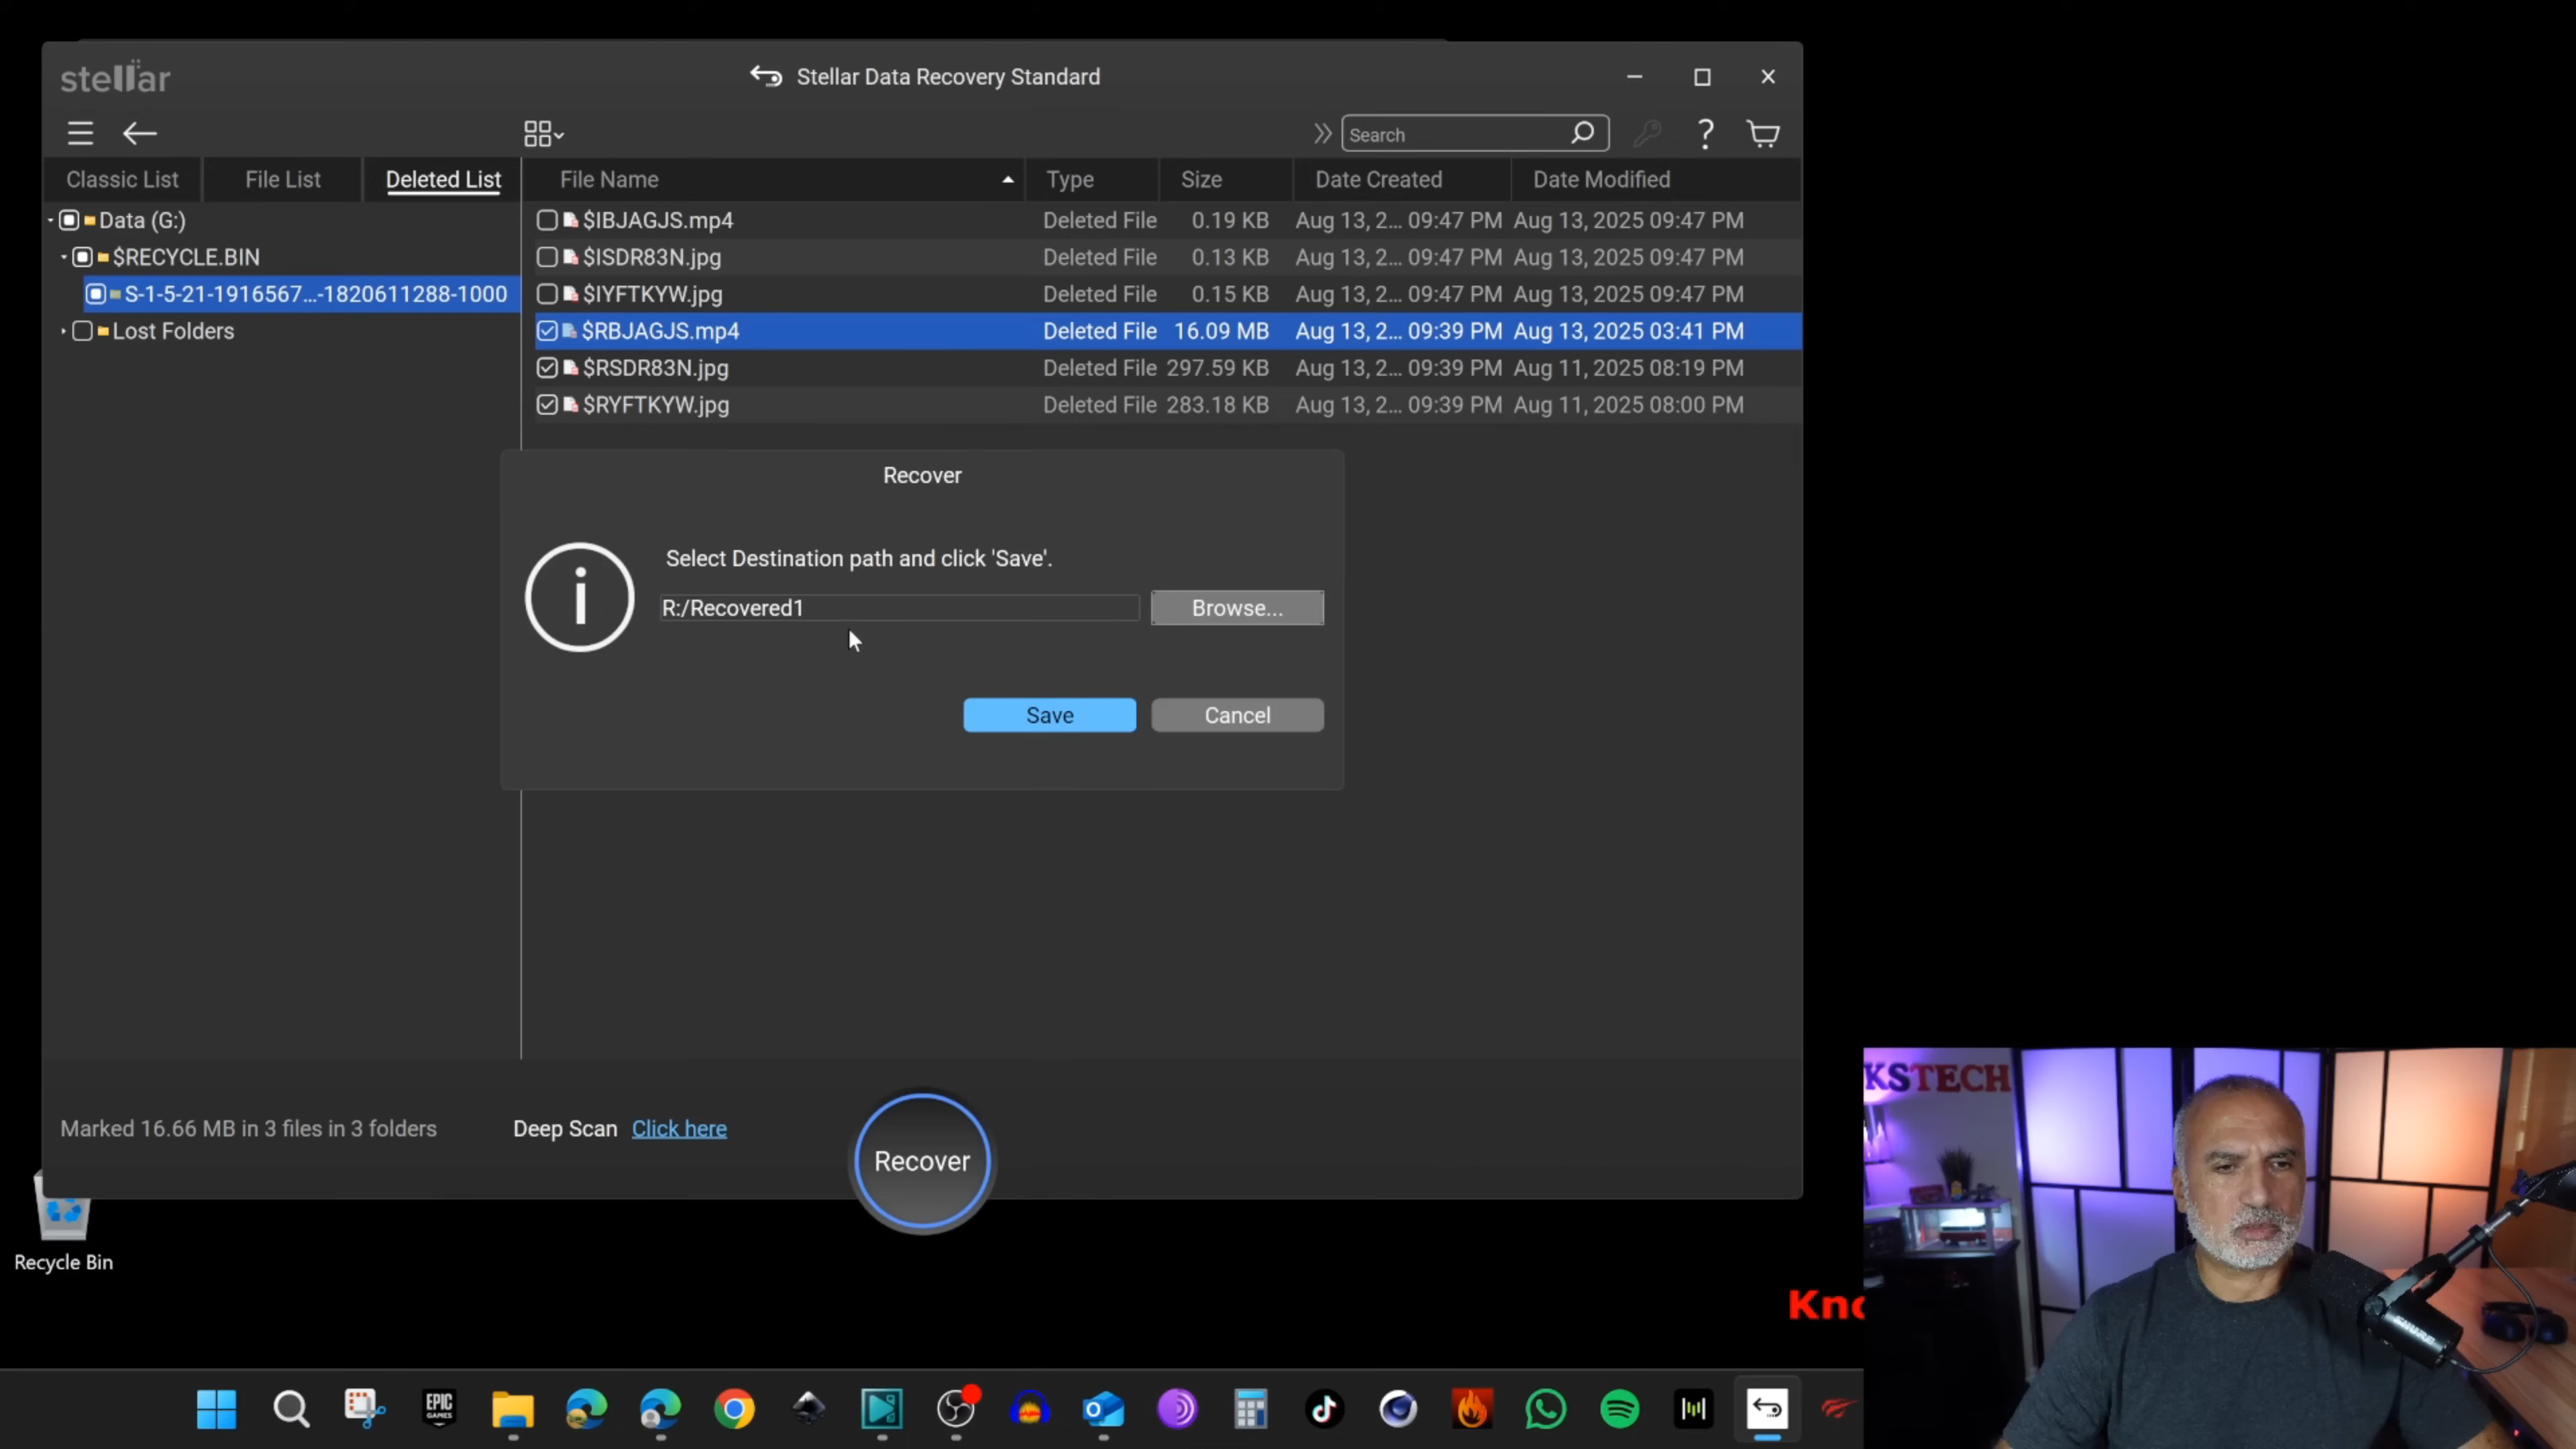 stellar
Stellar Data Recovery Standard
Search
?
Classic List
File List
Deleted List
File Name
Type
Size
Date Created
Date Modified
Data (G:)
$RECYCLE.BIN
S-1-5-21-1916567...-1820611288-1000
Lost Folders
$IBJAGJS.mp4 Deleted File 0.19 KB Aug 13, 2... 09:47 PM Aug 13, 2025 09:47 PM
$ISDR83N.jpg Deleted File 0.13 KB Aug 13, 2... 09:47 PM Aug 13, 2025 09:47 PM
$IYFTKYW.jpg Deleted File 0.15 KB Aug 13, 2... 09:47 PM Aug 13, 2025 09:47 PM
$RBJAGJS.mp4 Deleted File 16.09 MB Aug 13, 2... 09:39 PM Aug 13, 2025 03:41 PM
$RSDR83N.jpg Deleted File 297.59 KB Aug 13, 2... 09:39 PM Aug 11, 2025 08:19 PM
$RYFTKYW.jpg Deleted File 283.18 KB Aug 13, 2... 09:39 PM Aug 11, 2025 08:00 PM
Recover
Select Destination path and click 'Save'.
R:/Recovered1
Browse...
Save
Cancel
Marked 16.66 MB in 3 files in 3 folders
Deep Scan Click here
Recover
Recycle Bin
Kno
KSTECH
SHURE
EPIC
GAMES